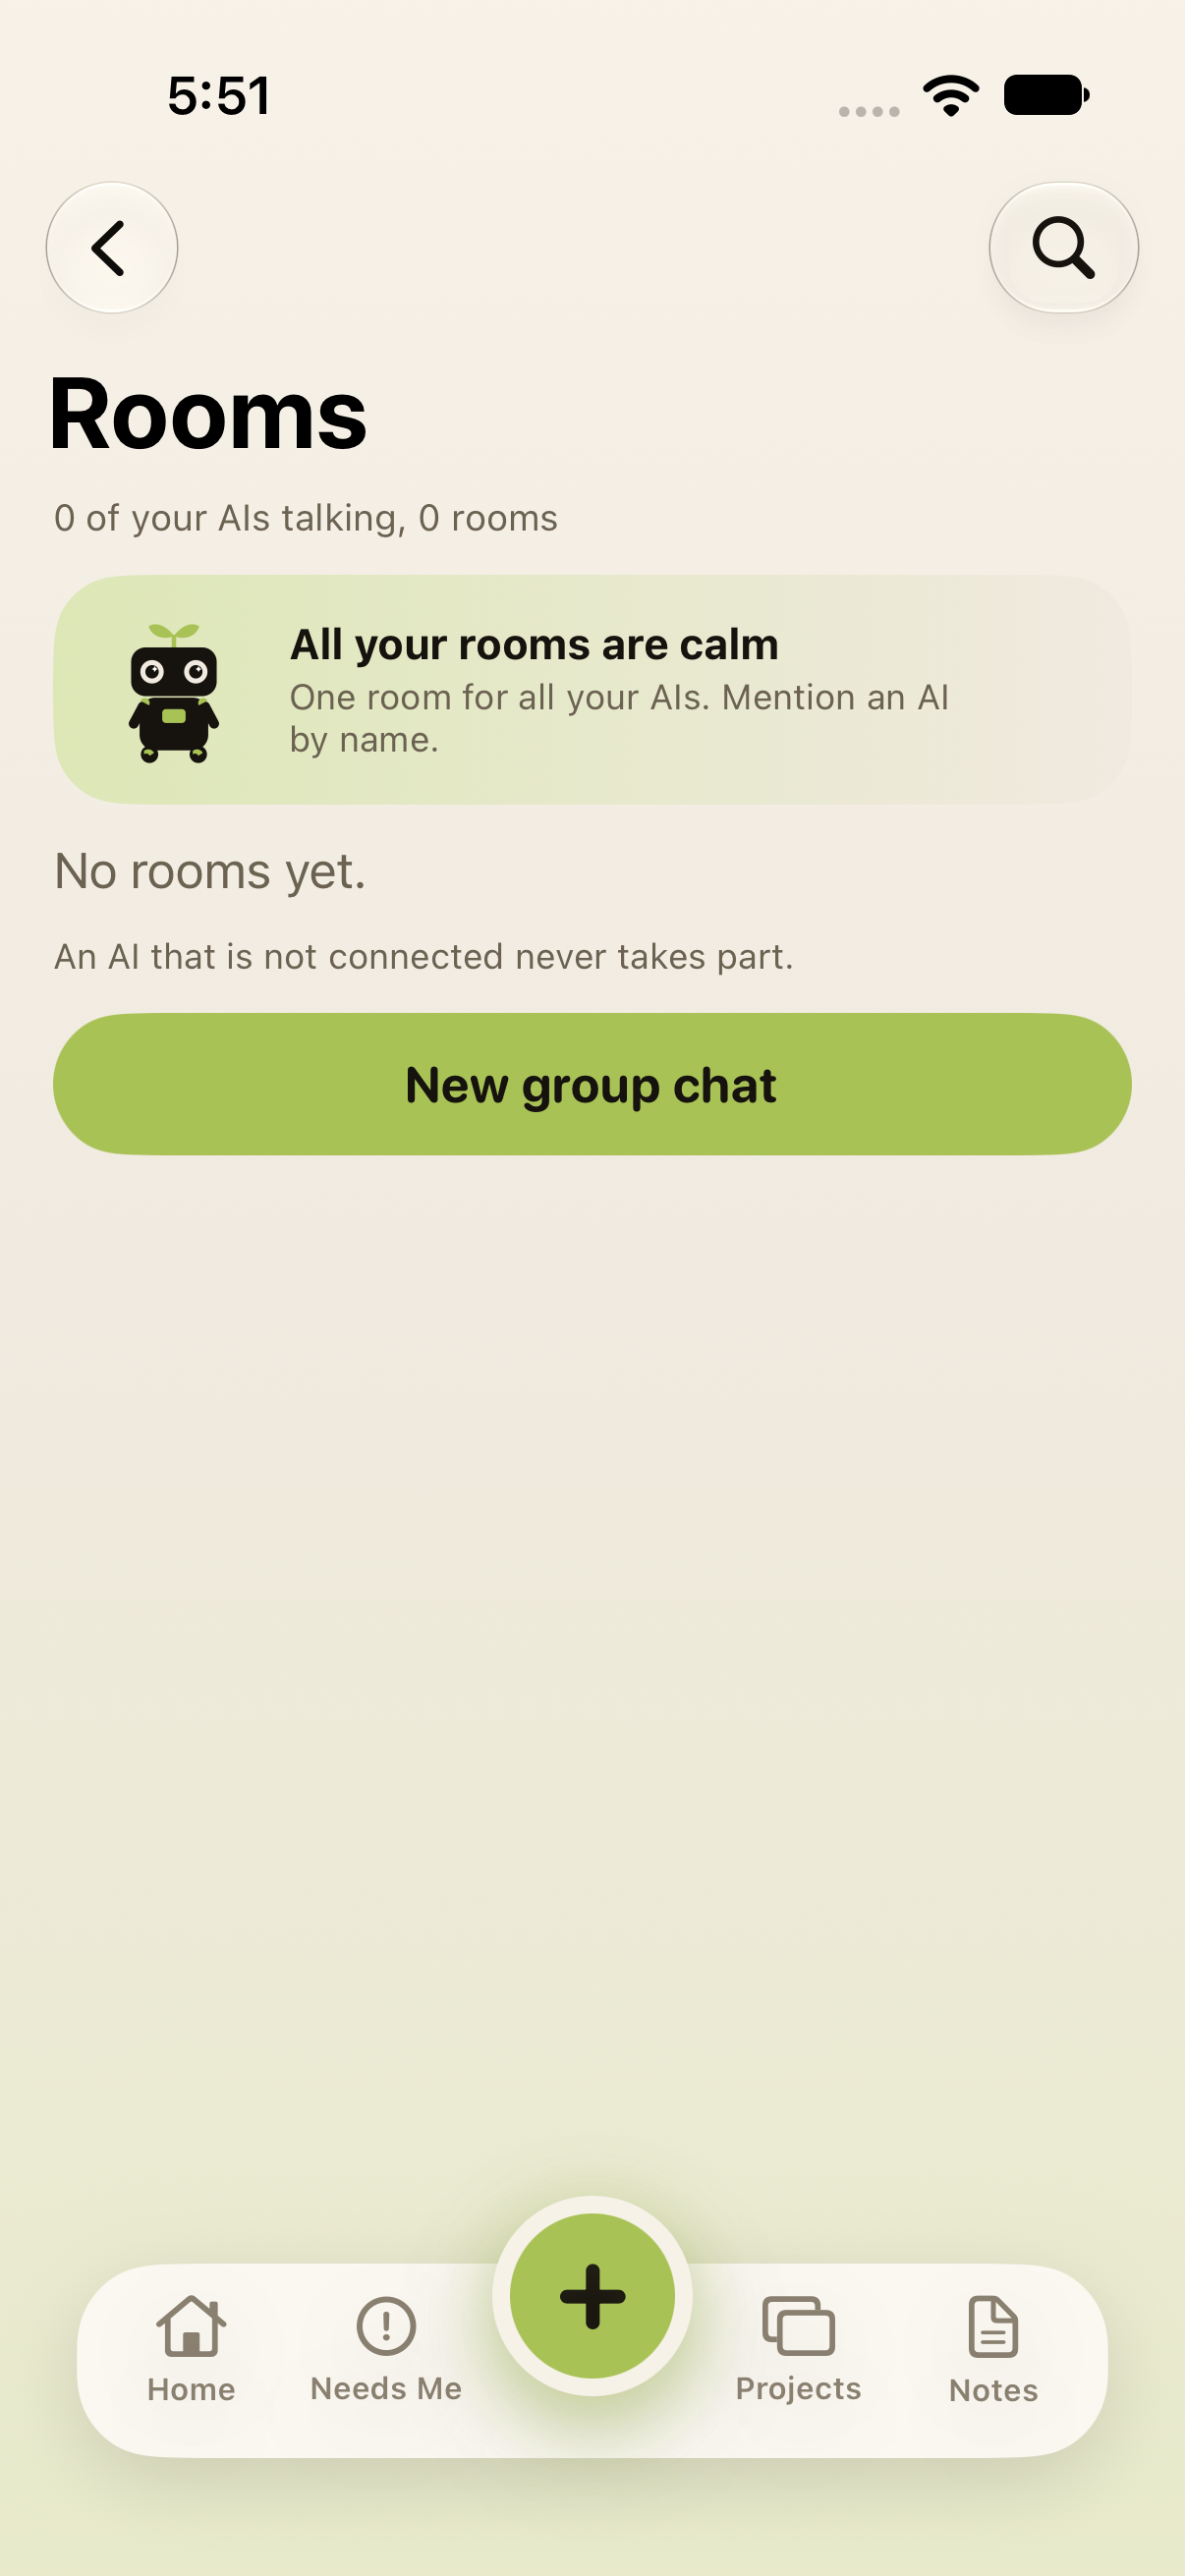 5:51
Rooms
0 of your AIs talking, 0 rooms
All your rooms are calm
One room for all your AIs. Mention an AI
by name.
No rooms yet.
An AI that is not connected never takes part.
New group chat
Home
Needs Me
Projects
Notes